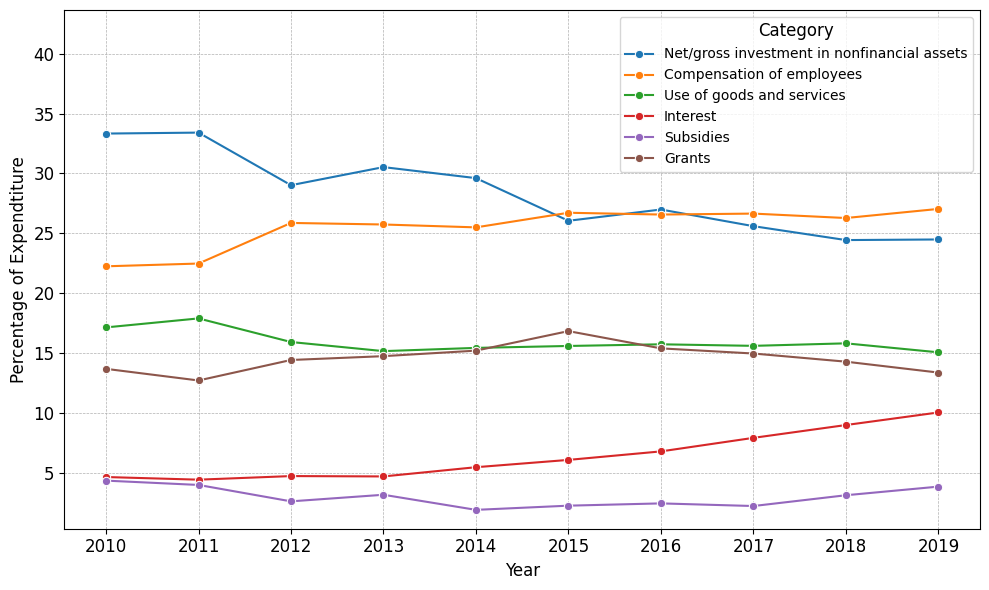 Category
Net/gross investment in nonfinancial assets
Compensation of employees
Use of goods and services
Interest
Subsidies
Grants
Percentage of Expendtiture
40
35
30
25
20
15
10
5
2010 2011 2012 2013 2014 2015 2016 2017 2018 2019
Year